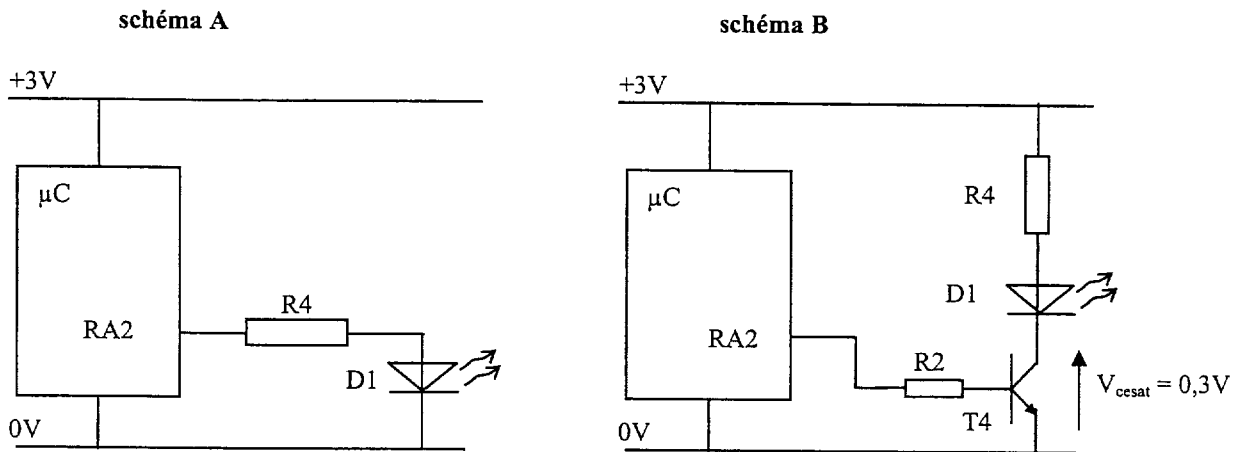 schéma A
+3V
µC
R4
RA2
D1
0V
schéma B
+3V
µC
R4
D1
RA2
R2
V_cesat = 0,3V
T4
0V